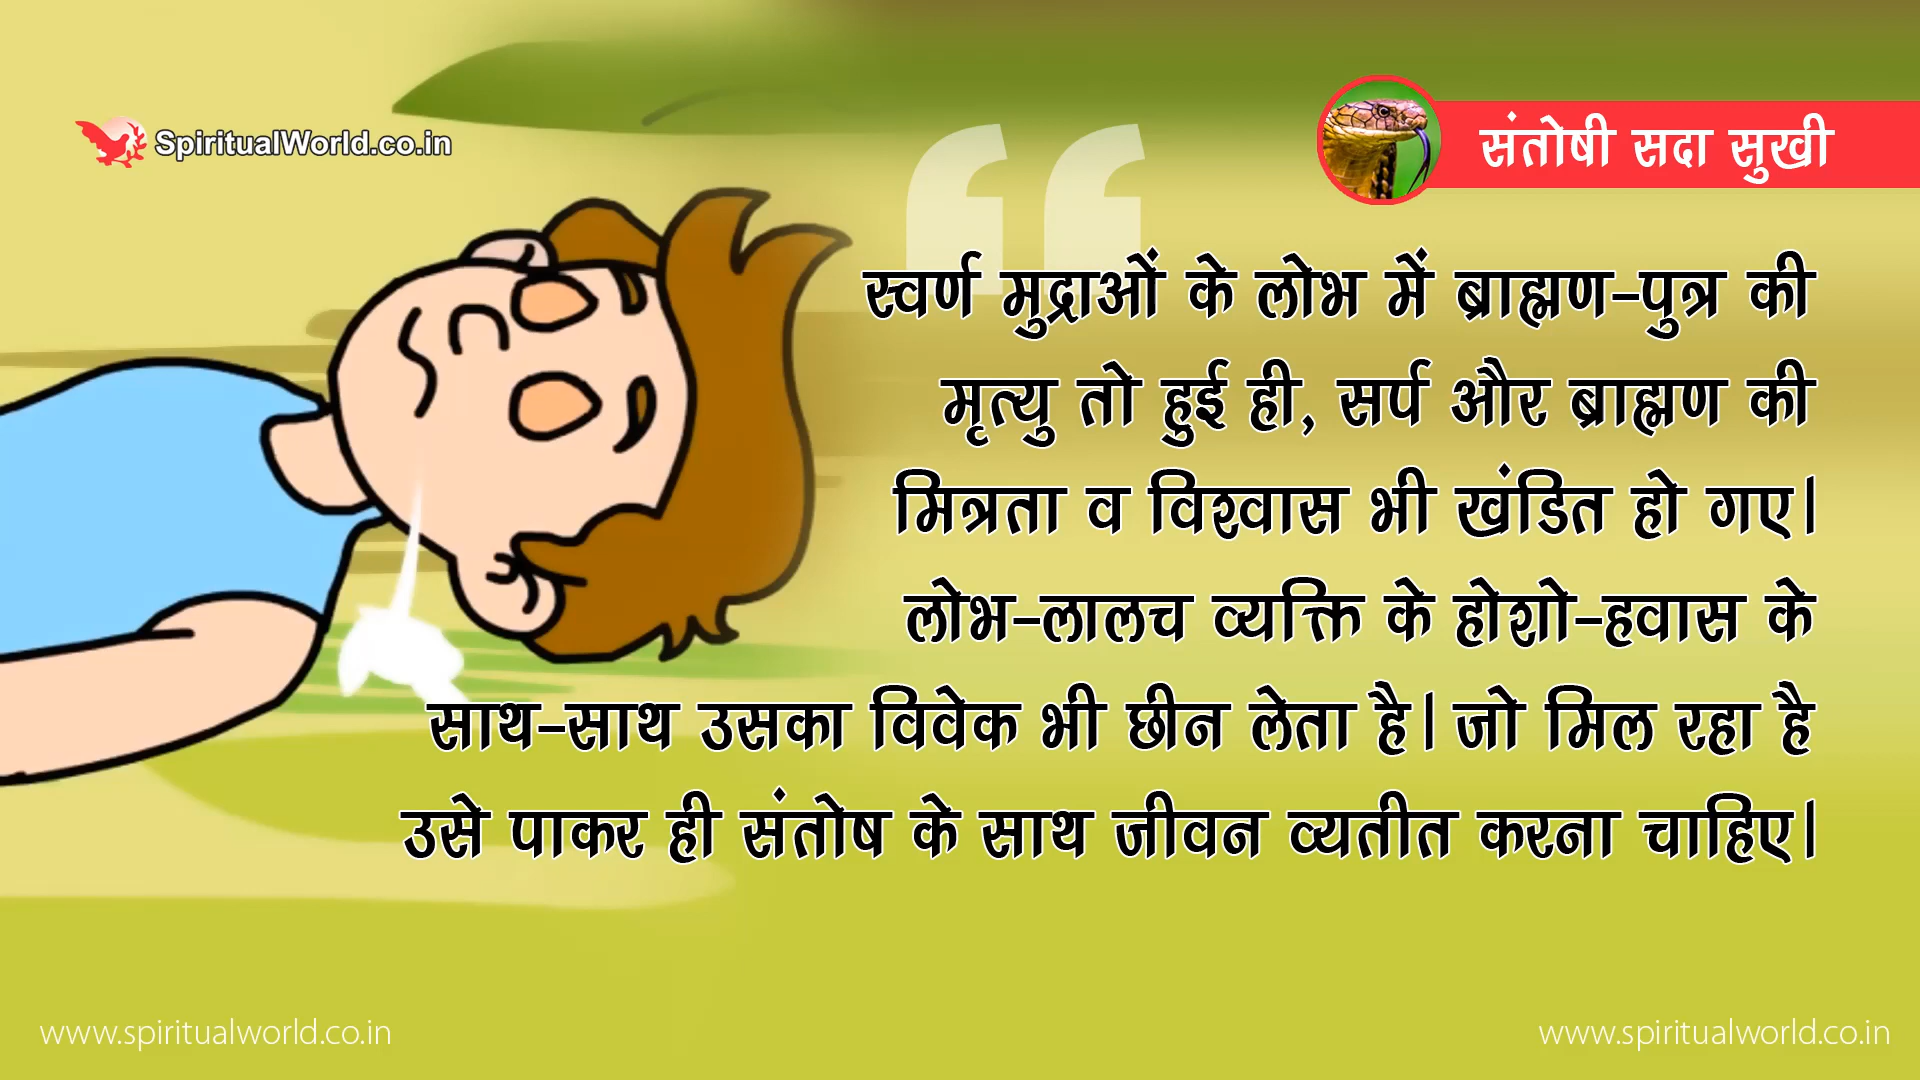 SpiritualWorld.co.in
संतोषी सदा सुखी
स्वर्ण मुद्राओं के लोभ में ब्राह्मण-पुत्र की
मृत्यु तो हुई ही, सर्प और ब्राह्मण की
मित्रता व विश्वास भी खंडित हो गए।
लोभ-लालच व्यक्ति के होशो-हवास के
साथ-साथ उसका विवेक भी छीन लेता है। जो मिल रहा है
उसे पाकर ही संतोष के साथ जीवन व्यतीत करना चाहिए।
www.spiritualworld.co.in
www.spiritualworld.co.in